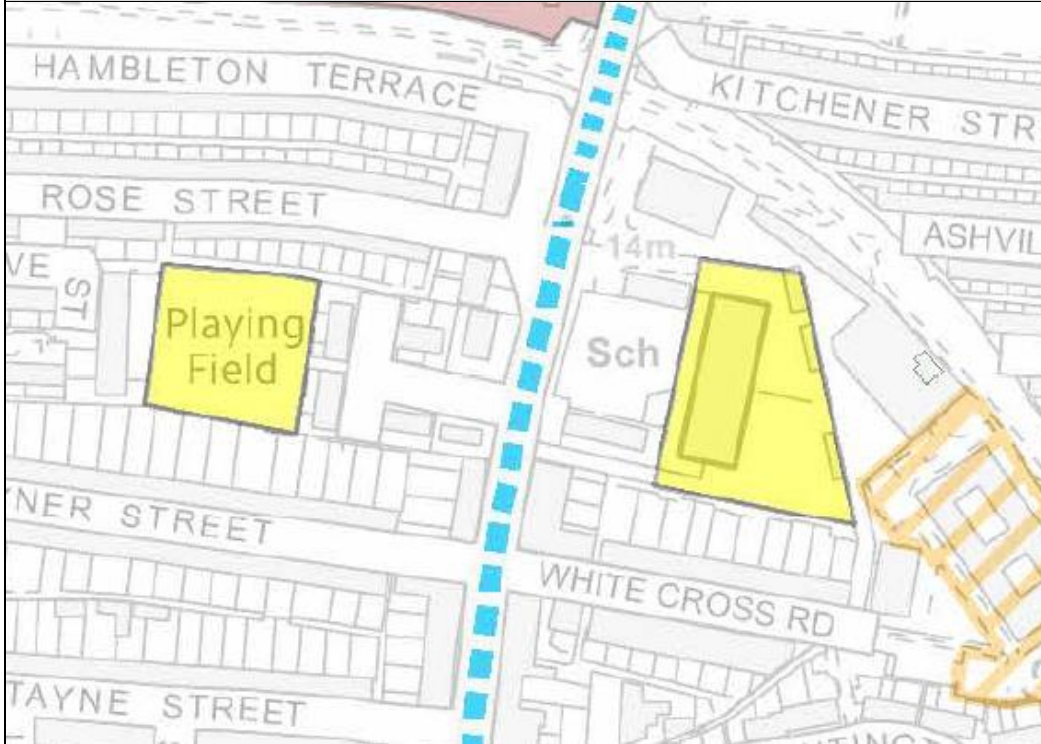 HAMBLETON TERRACE
KITCHENER STR
ROSE STREET
ASHVIL
14m
VE
ST
Playing
Field
Sch
YNER STREET
WHITE CROSS RD
TAYNE STREET